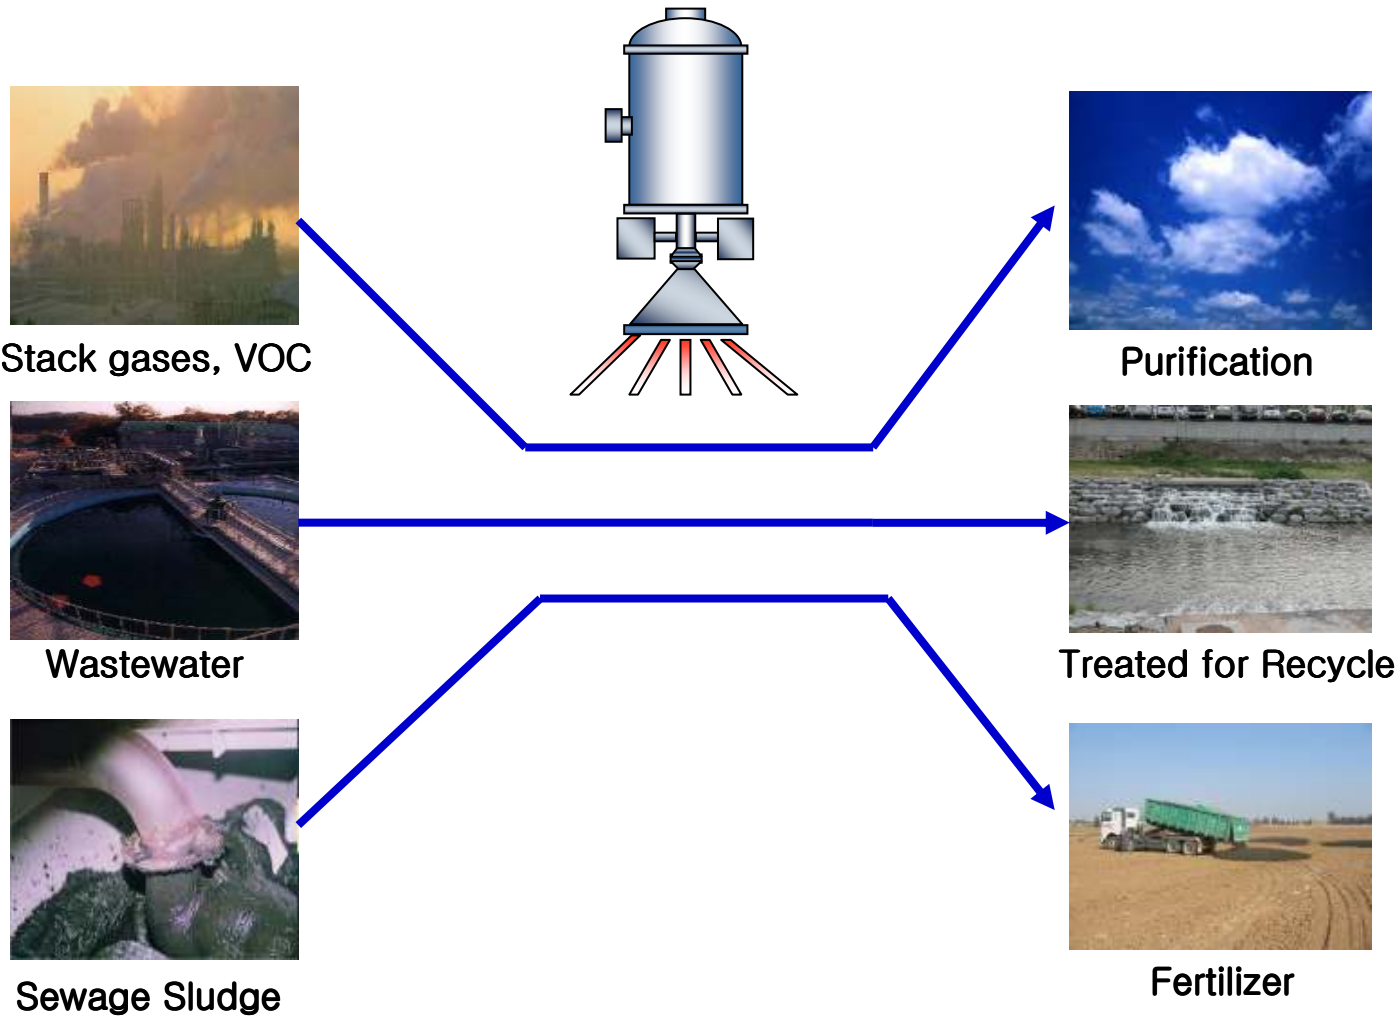 Stack gases, VOC
Purification
Wastewater
Treated for Recycle
Sewage Sludge
Fertilizer